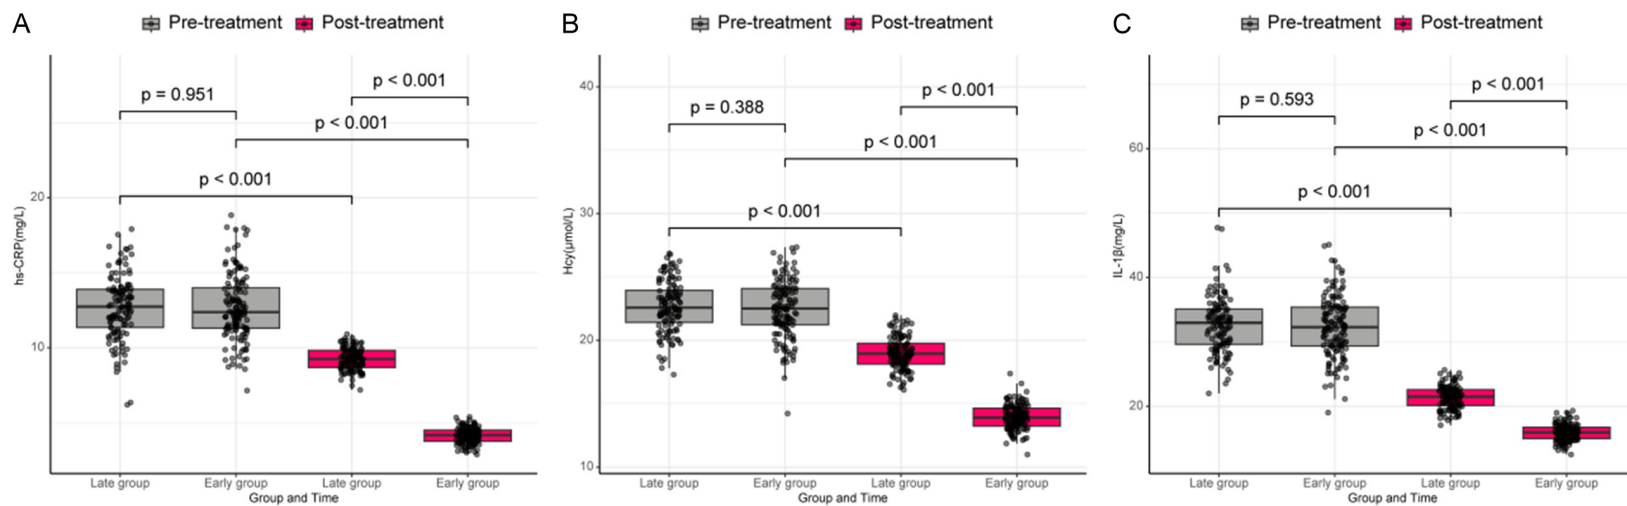 A
Pre-treatment Post-treatment
p < 0.001
p = 0.951
p < 0.001
p < 0.001
20
10
hs-CRP(mg/L)
Late group Early group Late group Early group
Group and Time
B
Pre-treatment Post-treatment
40
p < 0.001
p = 0.388
p < 0.001
30
p < 0.001
20
10
Hcy(μmol/L)
Late group Early group Late group Early group
Group and Time
C
Pre-treatment Post-treatment
p < 0.001
p = 0.593
p < 0.001
60
p < 0.001
40
20
IL-1β(mg/L)
Late group Early group Late group Early group
Group and Time